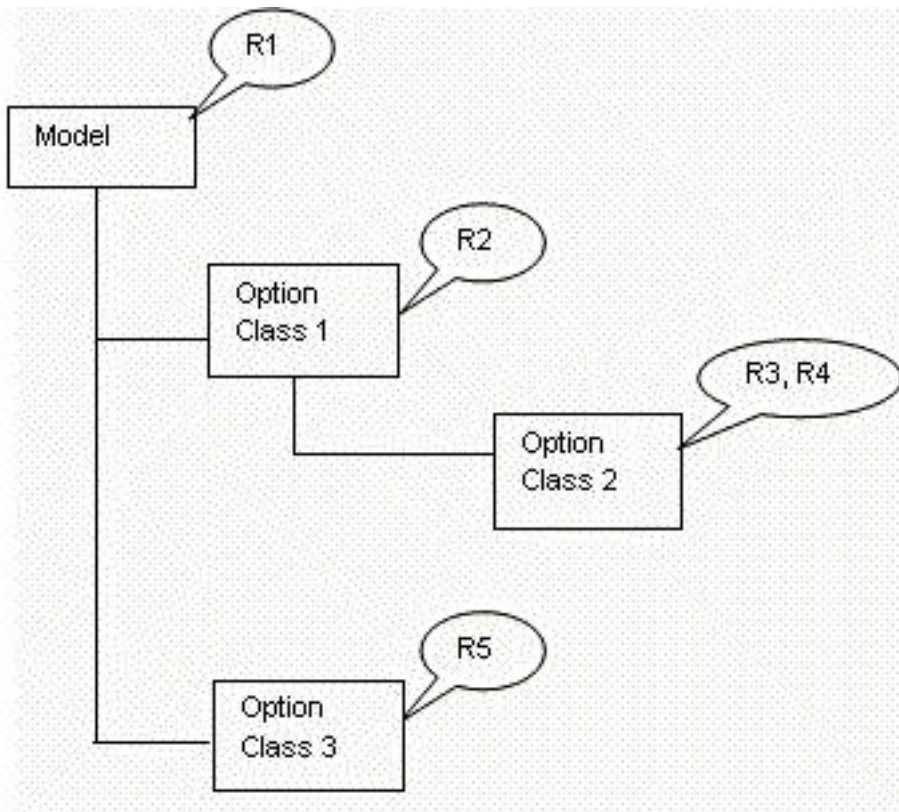 R1
Model
R2
Option
Class 1
R3, R4
Option
Class 2
R5
Option
Class 3